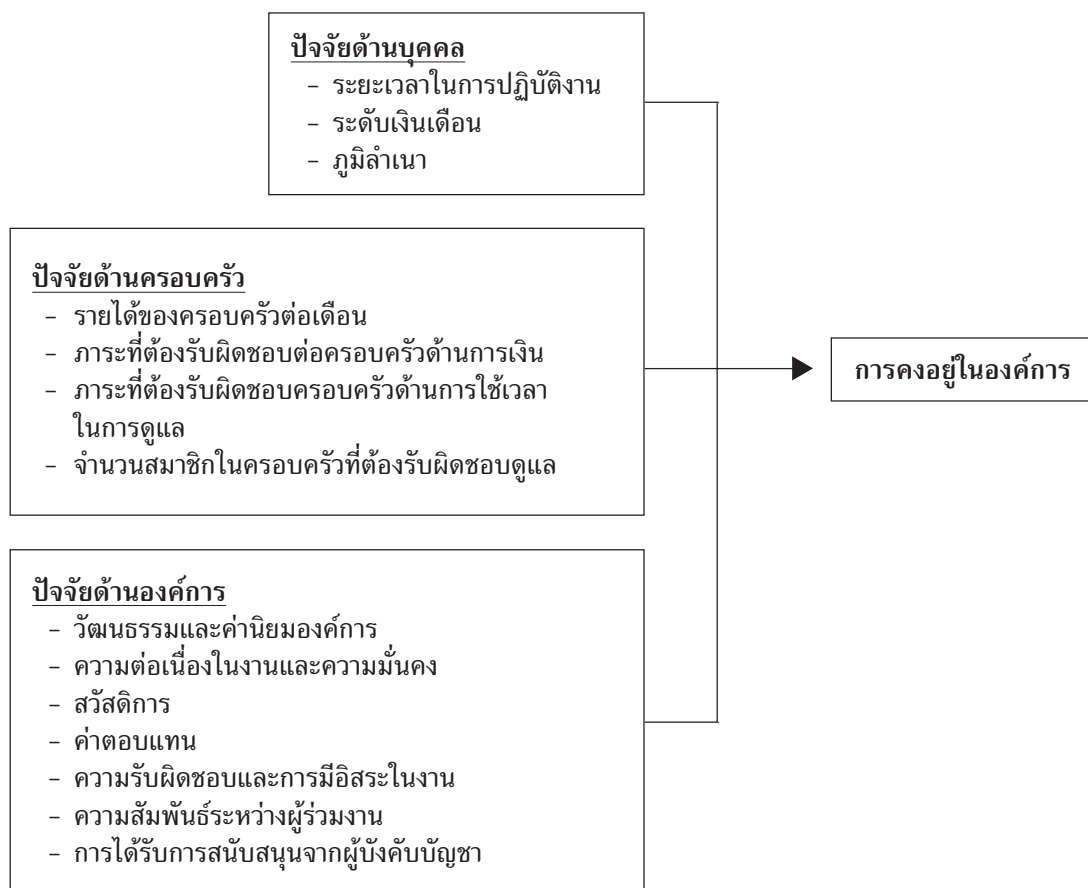 ปัจจัยด้านบุคคล
– ระยะเวลาในการปฏิบัติงาน
– ระดับเงินเดือน
– ภูมิลำเนา
ปัจจัยด้านครอบครัว
– รายได้ของครอบครัวต่อเดือน
– ภาระที่ต้องรับผิดชอบต่อครอบครัวด้านการเงิน
– ภาระที่ต้องรับผิดชอบครอบครัวด้านการใช้เวลา
ในการดูแล
– จำนวนสมาชิกในครอบครัวที่ต้องรับผิดชอบดูแล
การคงอยู่ในองค์การ
ปัจจัยด้านองค์การ
– วัฒนธรรมและค่านิยมองค์การ
– ความต่อเนื่องในงานและความมั่นคง
– สวัสดิการ
– ค่าตอบแทน
– ความรับผิดชอบและการมีอิสระในงาน
– ความสัมพันธ์ระหว่างผู้ร่วมงาน
– การได้รับการสนับสนุนจากผู้บังคับบัญชา